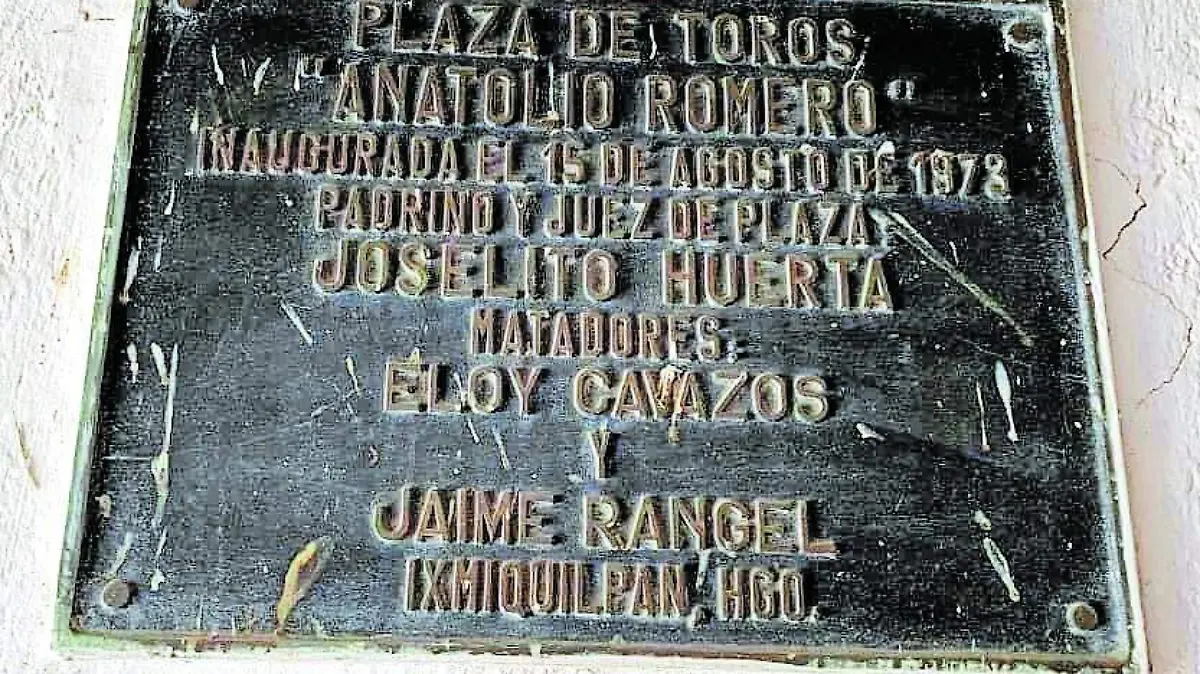 PLAZA DE TOROS
"ANATOLIO ROMERO"
INAUGURADA EL 15 DE AGOSTO DE 1973
PADRINO Y JUEZ DE PLAZA
JOSELITO HUERTA
MATADORES:
ELOY CAVAZOS
Y
JAIME RANGEL
IXMIQUILPAN, HGO.